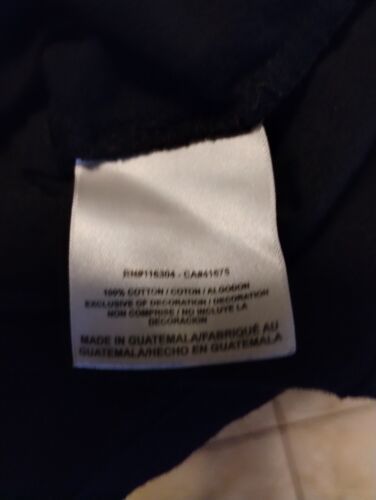 RN#116304 - CA#41675
100% COTTON / COTON / ALGODON
EXCLUSIVE OF DECORATION / DECORATION
NON COMPRISE / NO INCLUYE LA
DECORACION
MADE IN GUATEMALA/FABRIQUÉ AU
GUATEMALA/HECHO EN GUATEMALA